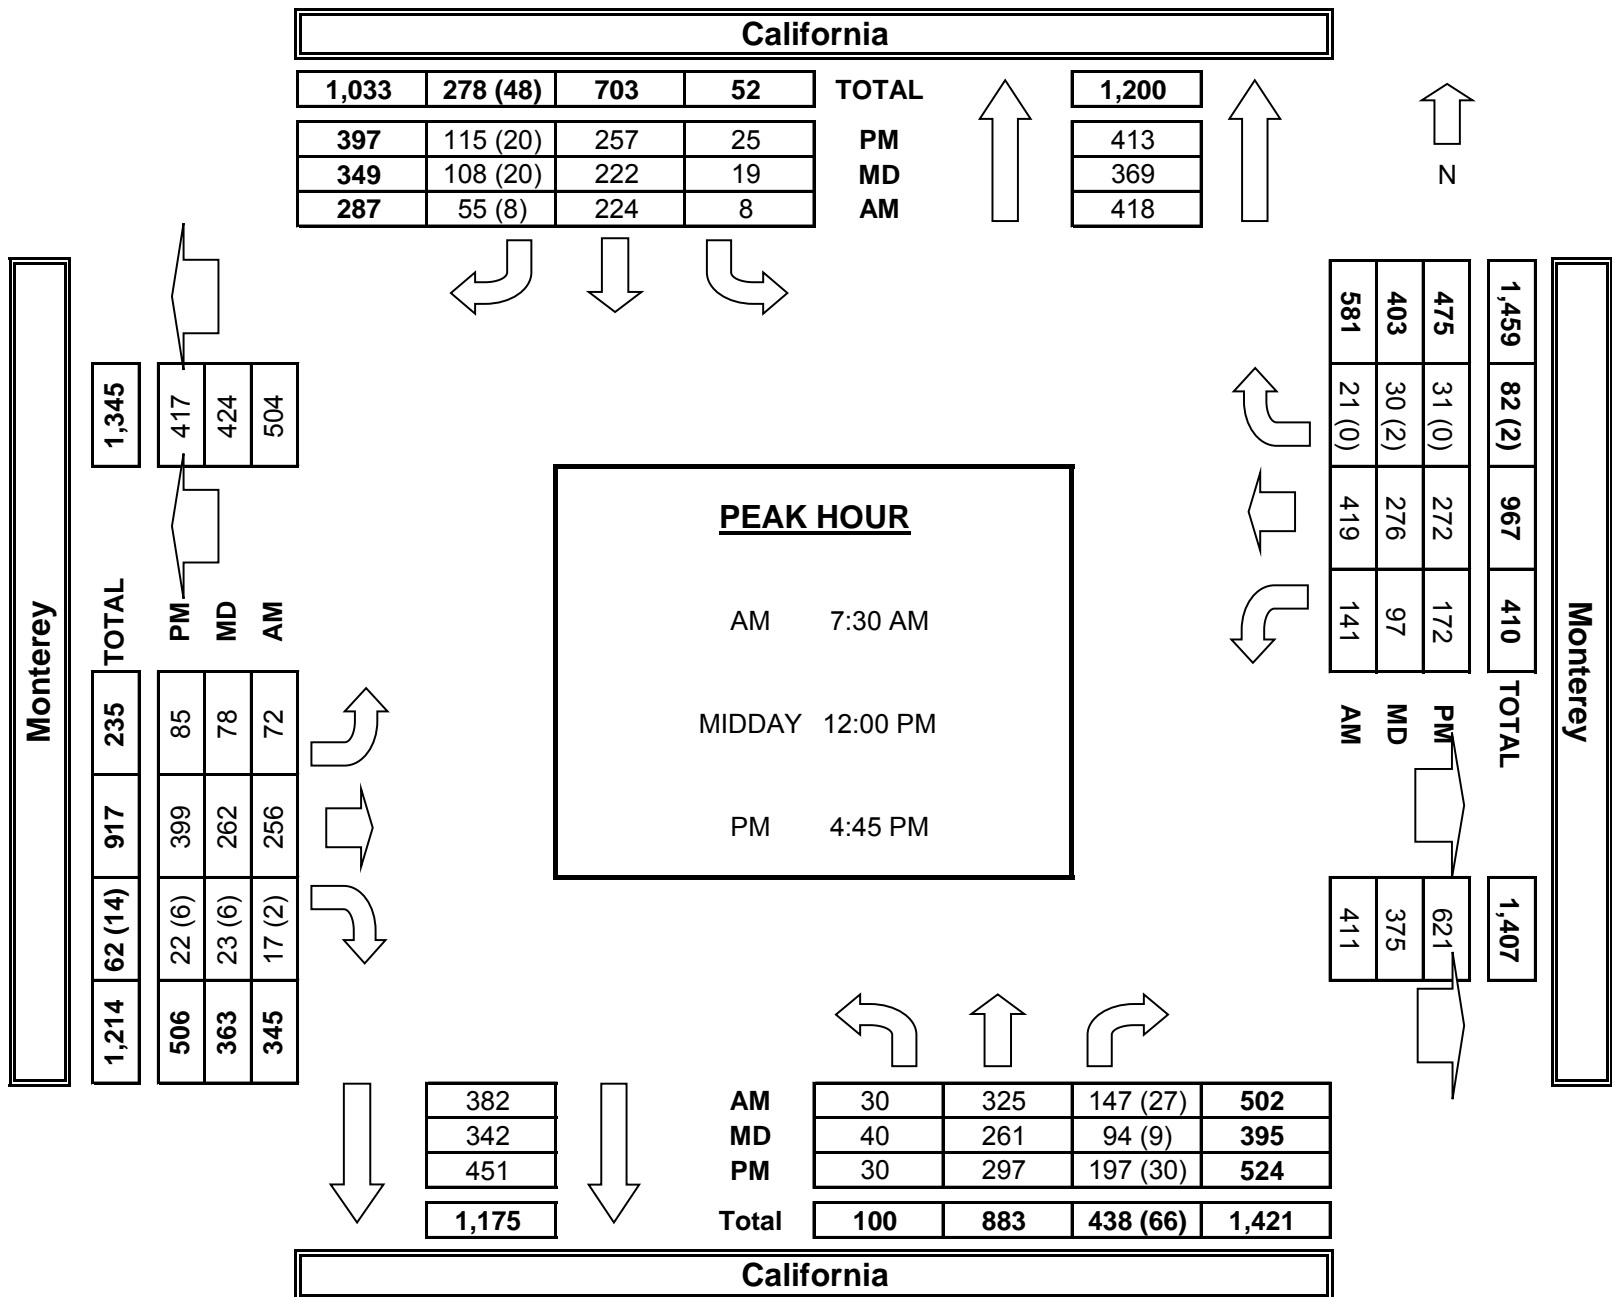 California
1,033 278 (48) 703 52 TOTAL 1,200
397 115 (20) 257 25 PM 413
349 108 (20) 222 19 MD 369
287 55 (8) 224 8 AM 418
N
Monterey
1,345
417
424
504
TOTAL
PM
MD
AM
235 917 62 (14) 1,214
85 399 22 (6) 506
78 262 23 (6) 363
72 256 17 (2) 345
PEAK HOUR
AM 7:30 AM
MIDDAY 12:00 PM
PM 4:45 PM
1,459 82 (2) 967 410 TOTAL 1,407
475 31 (0) 272 172 PM 621
403 30 (2) 276 97 MD 375
581 21 (0) 419 141 AM 411
Monterey
382 AM 30 325 147 (27) 502
342 MD 40 261 94 (9) 395
451 PM 30 297 197 (30) 524
1,175 Total 100 883 438 (66) 1,421
California